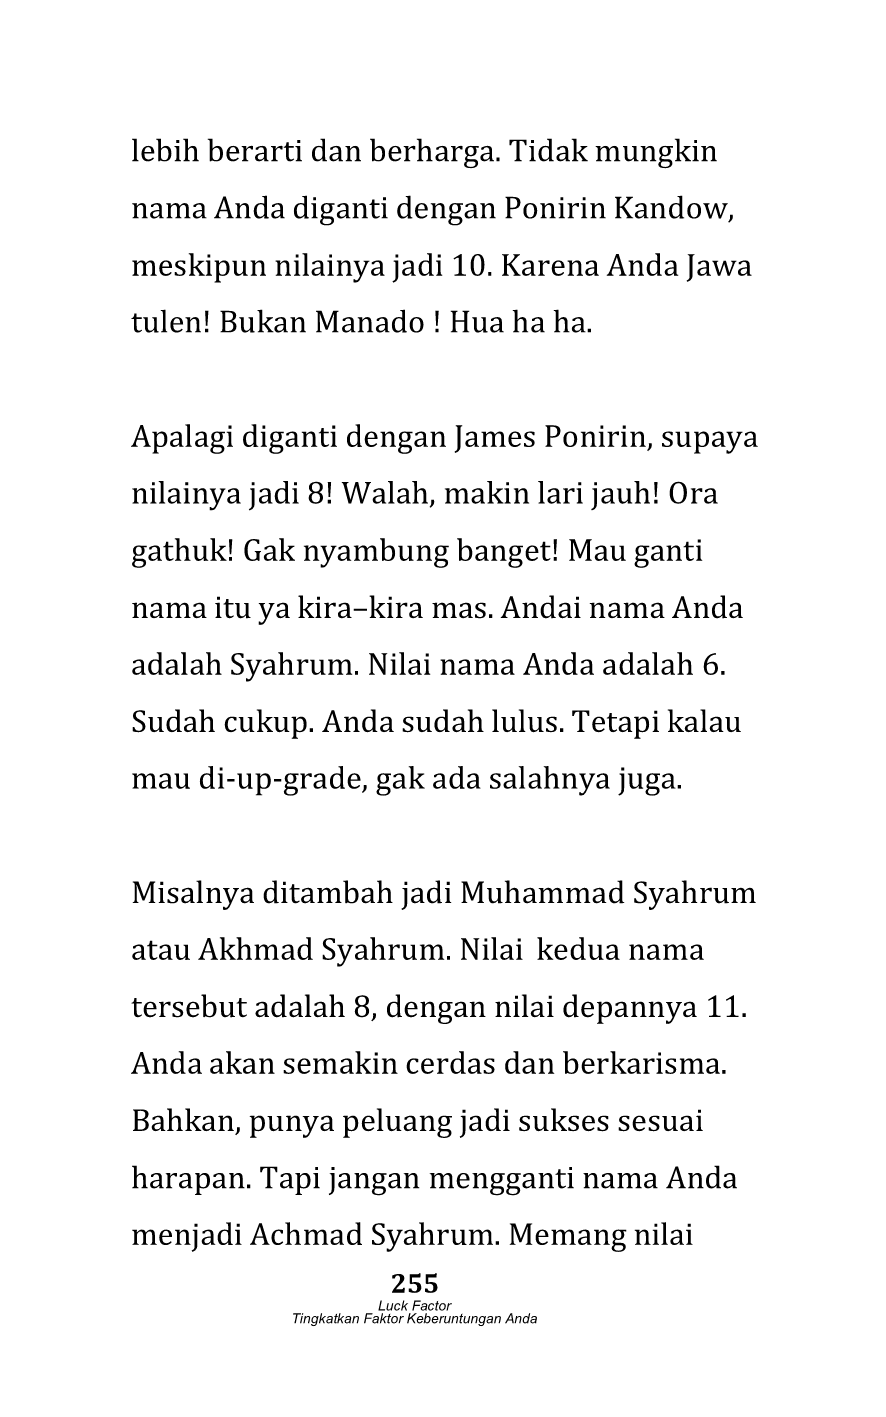 lebih berarti dan berharga. Tidak mungkin
nama Anda diganti dengan Ponirin Kandow,
meskipun nilainya jadi 10. Karena Anda Jawa
tulen! Bukan Manado ! Hua ha ha.
Apalagi diganti dengan James Ponirin, supaya
nilainya jadi 8! Walah, makin lari jauh! Ora
gathuk! Gak nyambung banget! Mau ganti
nama itu ya kira–kira mas. Andai nama Anda
adalah Syahrum. Nilai nama Anda adalah 6.
Sudah cukup. Anda sudah lulus. Tetapi kalau
mau di-up-grade, gak ada salahnya juga.
Misalnya ditambah jadi Muhammad Syahrum
atau Akhmad Syahrum. Nilai kedua nama
tersebut adalah 8, dengan nilai depannya 11.
Anda akan semakin cerdas dan berkarisma.
Bahkan, punya peluang jadi sukses sesuai
harapan. Tapi jangan mengganti nama Anda
menjadi Achmad Syahrum. Memang nilai
255
Luck Factor
Tingkatkan Faktor Keberuntungan Anda